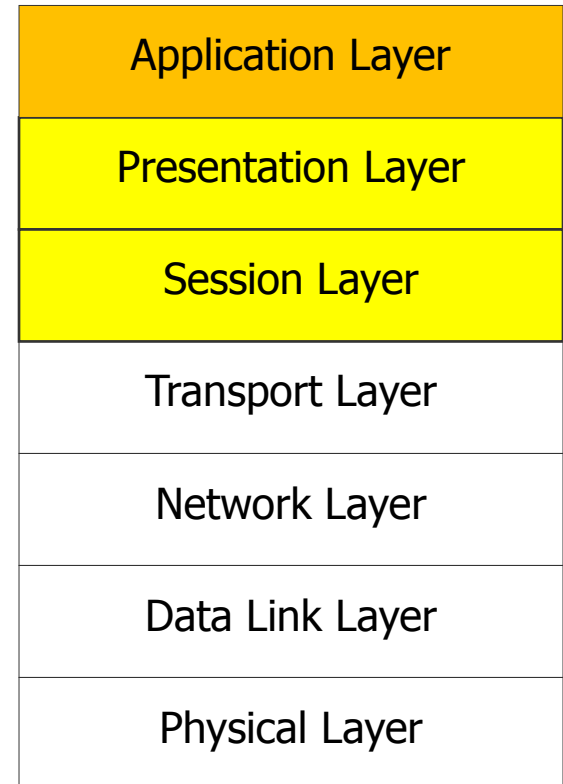 Application Layer
Presentation Layer
Session Layer
Transport Layer
Network Layer
Data Link Layer
Physical Layer